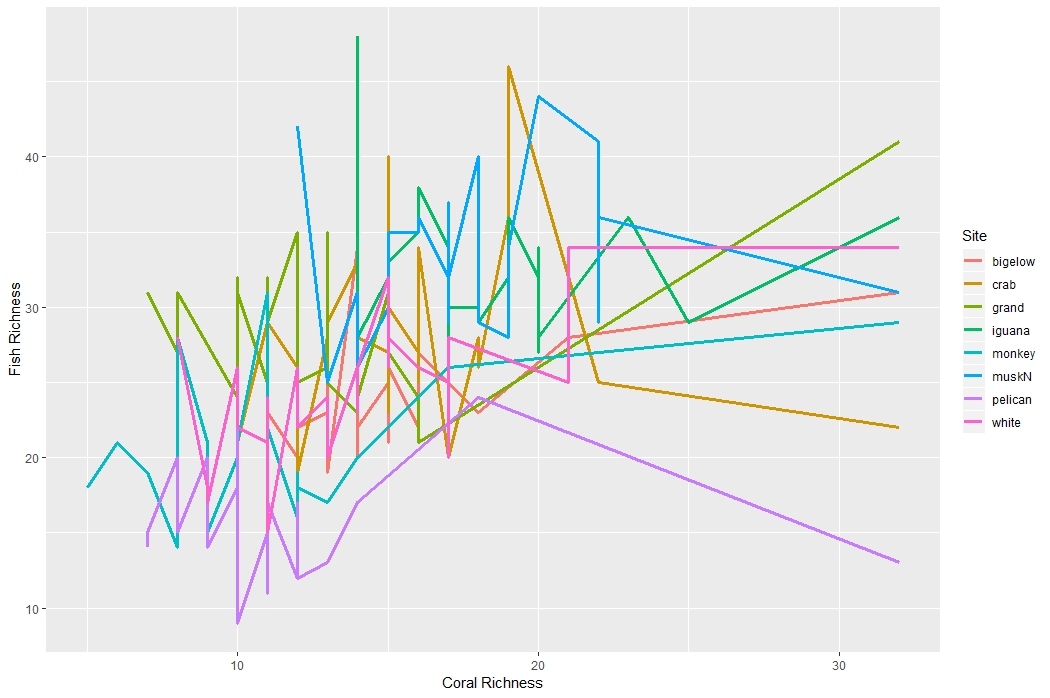 Fish Richness
40
30
20
10
10
20
30
Coral Richness
Site
bigelow
crab
grand
iguana
monkey
muskN
pelican
white